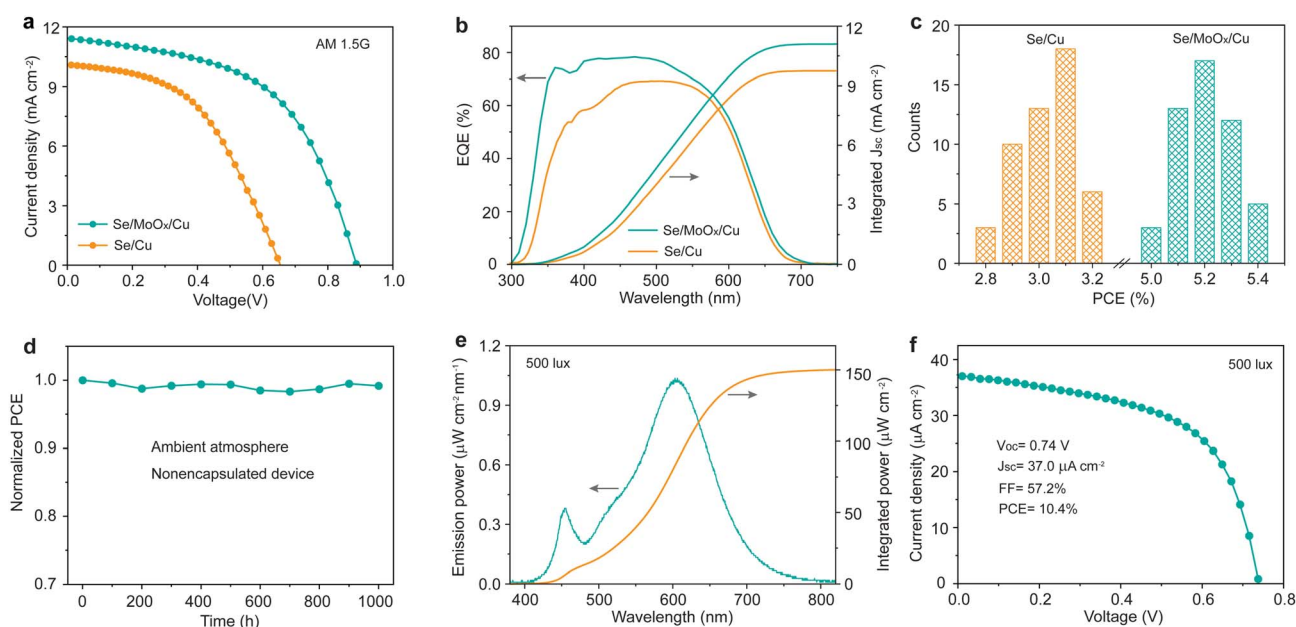 a
Current density (mA cm⁻²)
12
9
6
3
0
AM 1.5G
Se/MoOₓ/Cu
Se/Cu
0.0 0.2 0.4 0.6 0.8 1.0
Voltage(V)
b
EQE (%)
80
60
40
20
80
0
Se/MoOₓ/Cu
Se/Cu
15
12
9
6
3
0
Integrated Jsc (mA cm⁻²)
300 400 500 600 700
Wavelength (nm)
c
Counts
20
15
10
5
0
Se/Cu
Se/MoOₓ/Cu
2.8 3.0 3.2 5.0 5.2 5.4
PCE (%)
d
Normalized PCE
1.0
0.9
0.8
0.7
Ambient atmosphere
Nonencapsulated device
0 200 400 600 800 1000
Time (h)
e
Emission power (μW cm⁻² nm⁻¹)
1.2
0.9
0.6
0.3
0.0
500 lux
150
100
50
0
Integrated power (μW cm⁻²)
400 500 600 700 800
Wavelength (nm)
f
Current density (μA cm⁻²)
40
30
20
10
0
500 lux
Voc= 0.74 V
Jsc= 37.0 μA cm⁻²
FF= 57.2%
PCE= 10.4%
0.0 0.2 0.4 0.6 0.8
Voltage (V)